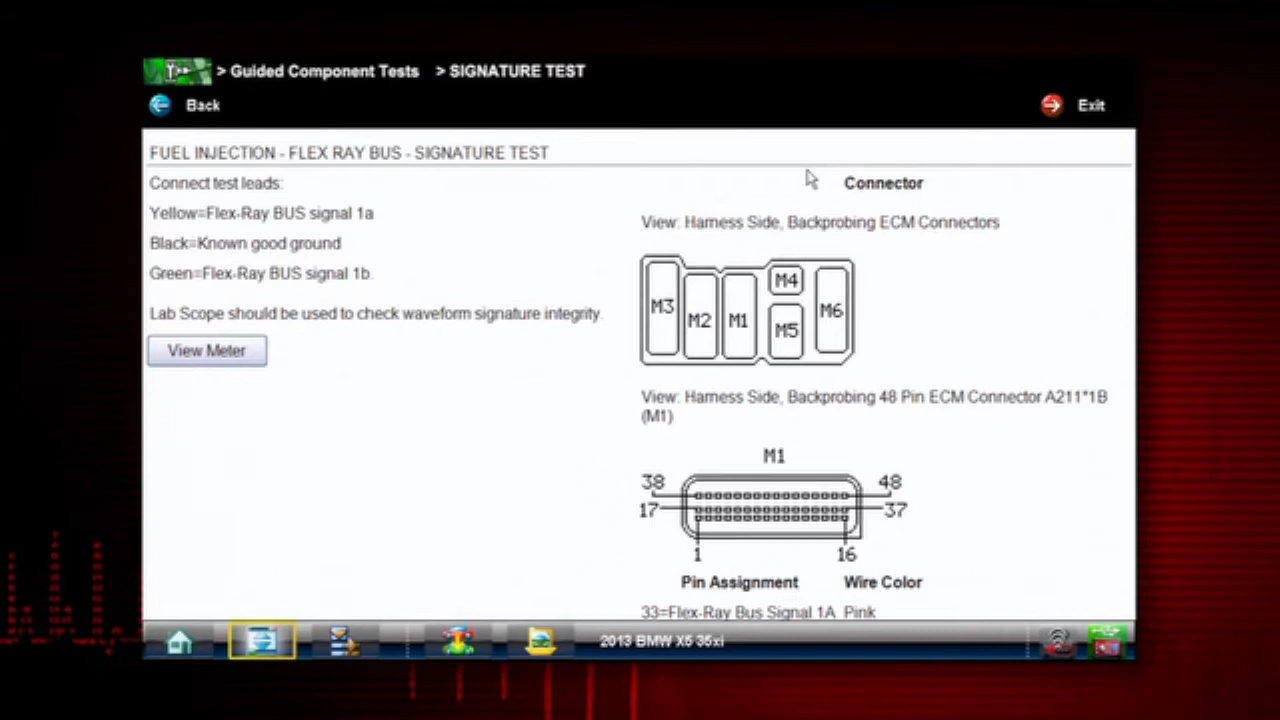 > Guided Component Tests > SIGNATURE TEST
Back
Exit
FUEL INJECTION - FLEX RAY BUS - SIGNATURE TEST
Connect test leads:
Yellow=Flex-Ray BUS signal 1a
Black=Known good ground
Green=Flex-Ray BUS signal 1b.
Lab Scope should be used to check waveform signature integrity.
View Meter
Connector
View: Harness Side, Backprobing ECM Connectors
M3 M2 M1 M4 M5 M6
View: Harness Side, Backprobing 48 Pin ECM Connector A211*1B
(M1)
M1
38 48
17 37
1 16
Pin Assignment Wire Color
33=Flex-Ray Bus Signal 1A Pink
2013 BMW X5 35xi